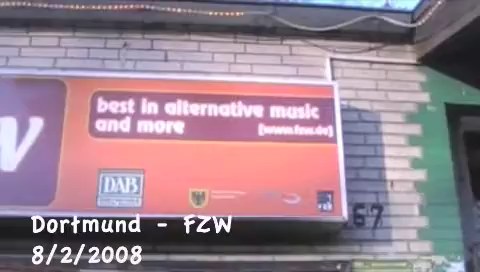 best in alternative music
and more
[www.fzw.de]
DAB
67
Dortmund - FZW
8/2/2008